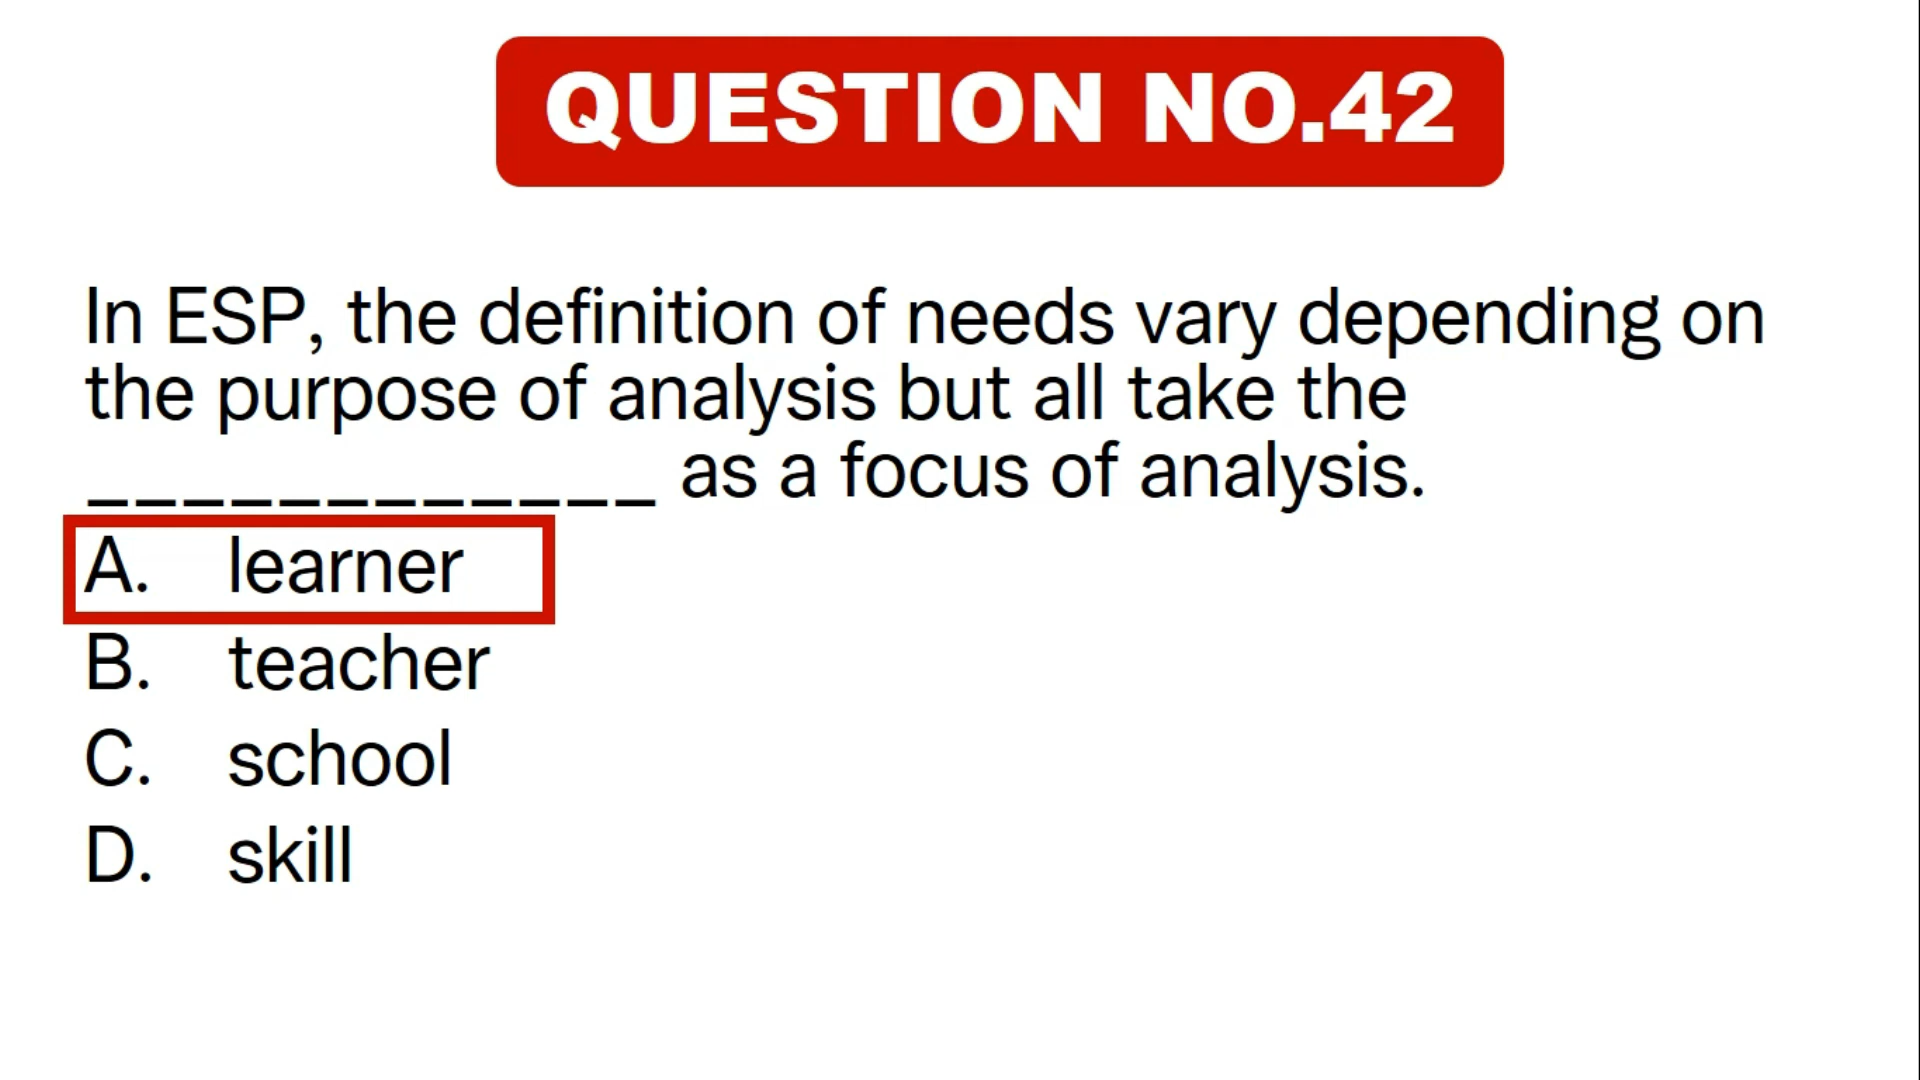 QUESTION NO.42
In ESP, the definition of needs vary depending on
the purpose of analysis but all take the
____________ as a focus of analysis.
A. learner
B. teacher
C. school
D. skill